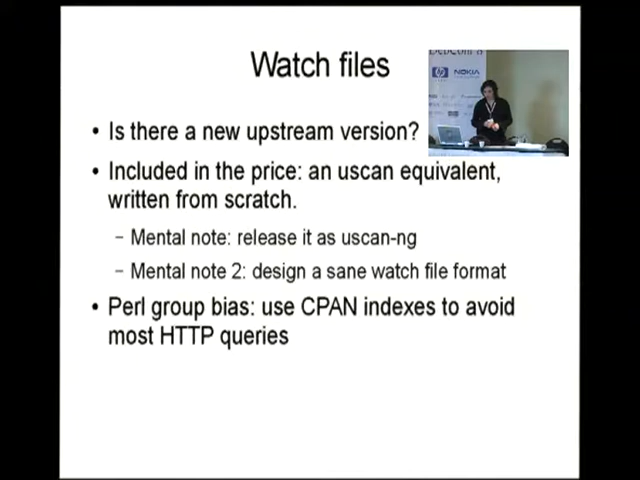 Watch files
• Is there a new upstream version?
• Included in the price: an uscan equivalent,
written from scratch.
– Mental note: release it as uscan-ng
– Mental note 2: design a sane watch file format
• Perl group bias: use CPAN indexes to avoid
most HTTP queries
hp
NOKIA